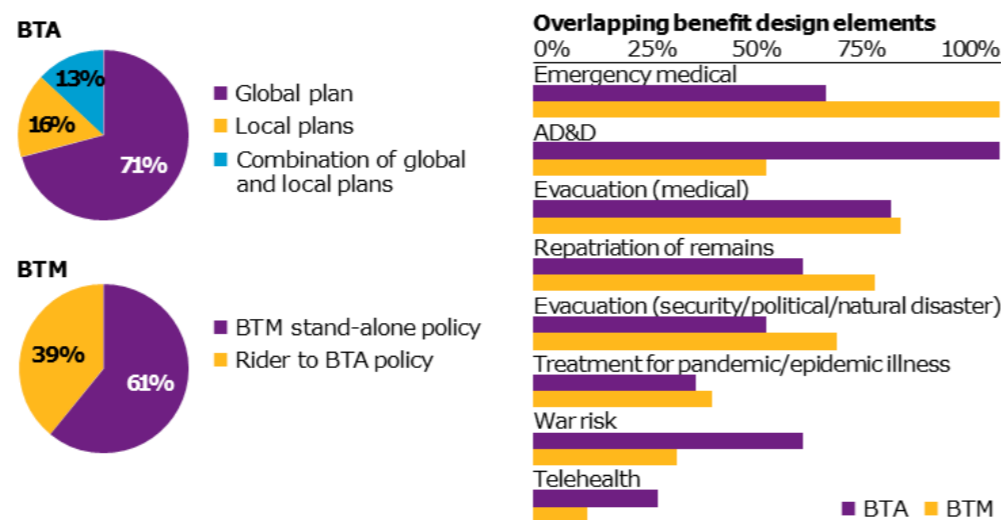 BTA
13%
16%
71%
Global plan
Local plans
Combination of global
and local plans
BTM
39%
61%
BTM stand-alone policy
Rider to BTA policy
Overlapping benefit design elements
0% 25% 50% 75% 100%
Emergency medical
AD&D
Evacuation (medical)
Repatriation of remains
Evacuation (security/political/natural disaster)
Treatment for pandemic/epidemic illness
War risk
Telehealth
BTA BTM